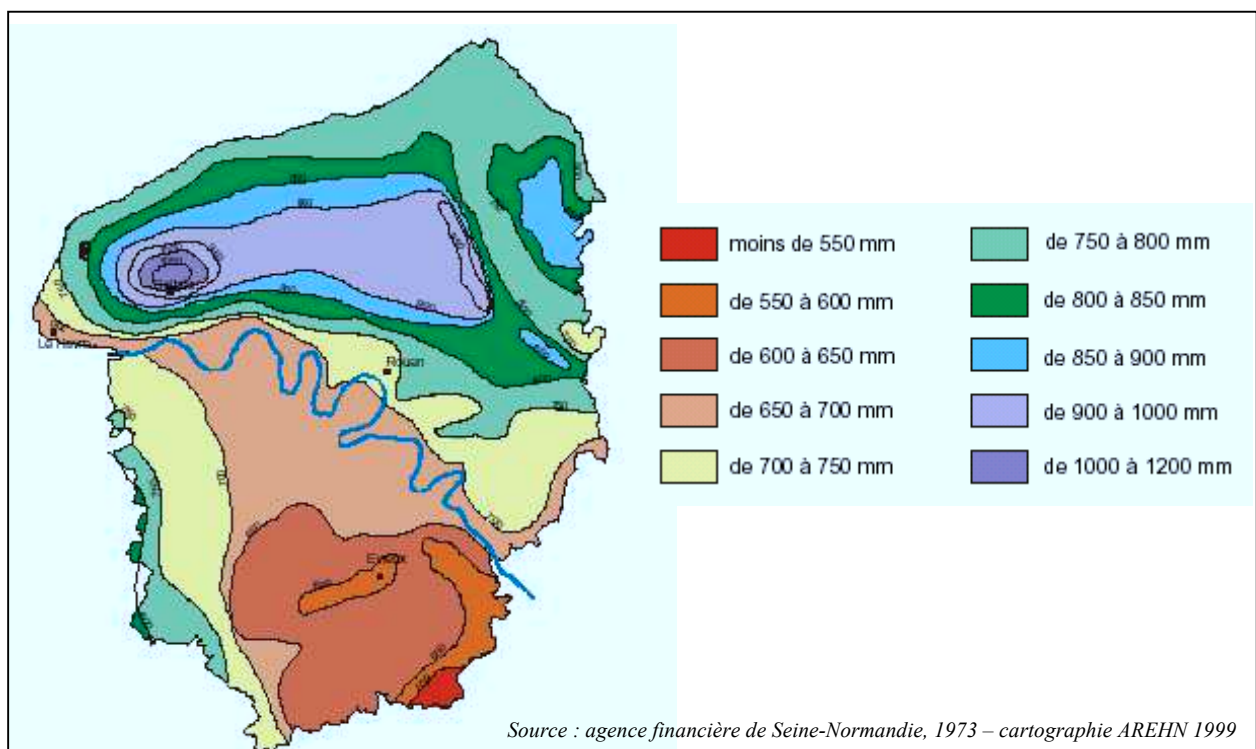 Rouen
Evreux
moins de 550 mm
de 550 à 600 mm
de 600 à 650 mm
de 650 à 700 mm
de 700 à 750 mm
de 750 à 800 mm
de 800 à 850 mm
de 850 à 900 mm
de 900 à 1000 mm
de 1000 à 1200 mm
Source : agence financière de Seine-Normandie, 1973 – cartographie AREHN 1999